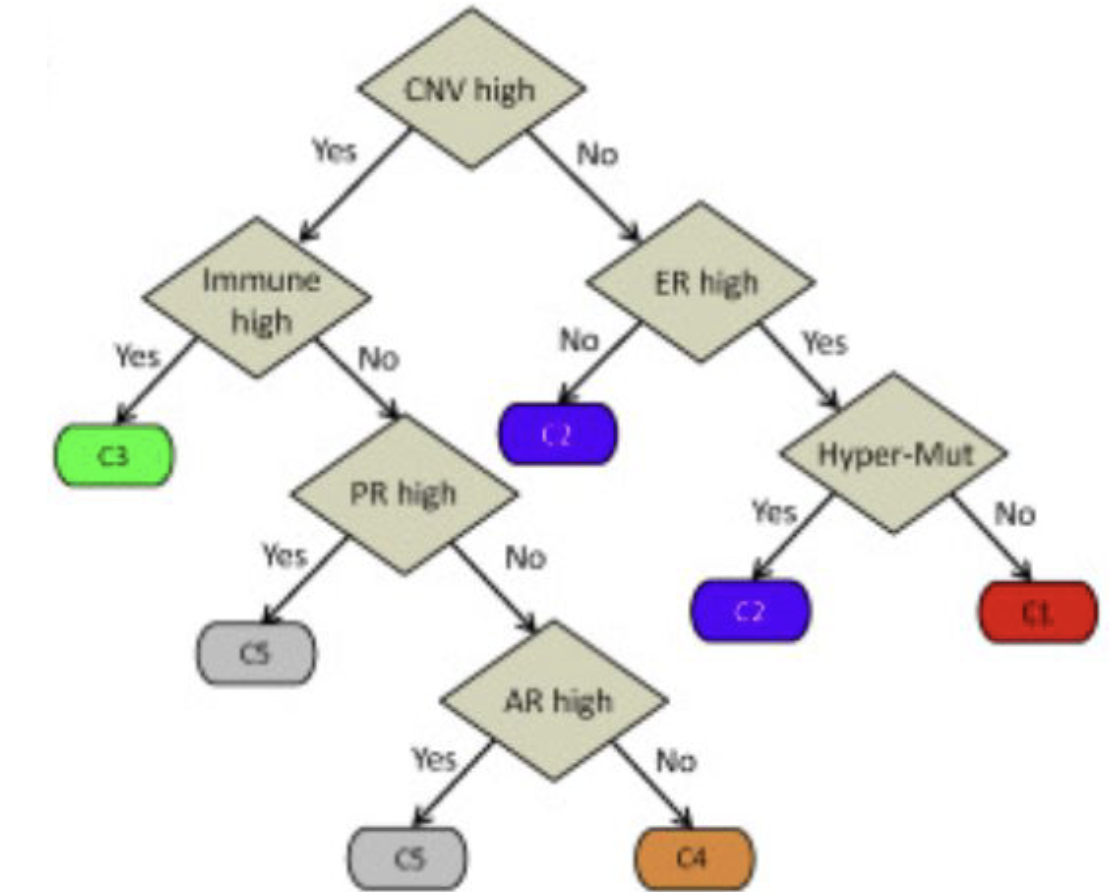 CNV high
Yes
No
Immune
high
ER high
Yes
No
No
Yes
C3
PR high
C2
Hyper-Mut
Yes
No
Yes
No
C5
AR high
C2
C1
Yes
No
C5
C4